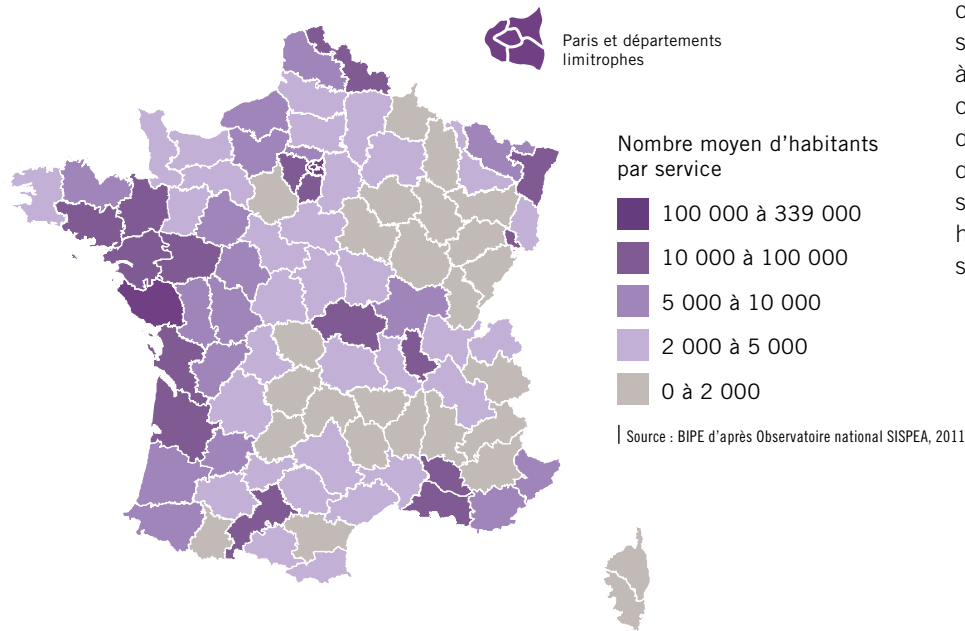 Paris et départements
limitrophes
Nombre moyen d'habitants
par service
100 000 à 339 000
10 000 à 100 000
5 000 à 10 000
2 000 à 5 000
0 à 2 000
Source : BIPE d'après Observatoire national SISPEA, 2011
à